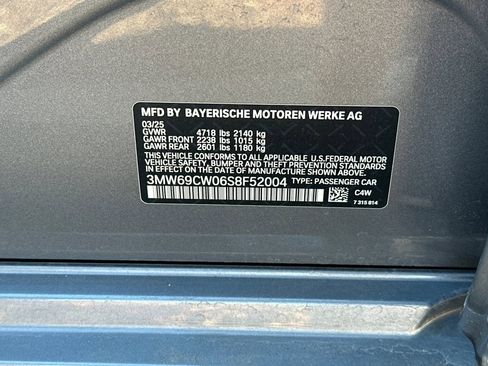 MFD BY BAYERISCHE MOTOREN WERKE AG
03/25
GVWR 4718 lbs 2140 kg
GAWR FRONT 2238 lbs 1015 kg
GAWR REAR 2601 lbs 1180 kg
THIS VEHICLE CONFORMS TO ALL APPLICABLE U.S.FEDERAL MOTOR
VEHICLE SAFETY, BUMPER, AND THEFT PREVENTION STANDARDS
IN EFFECT ON THE DATE OF MANUFACTURE SHOWN ABOVE.
3MW69CW06S8F52004 TYPE: PASSENGER CAR
C4W
7 315 814